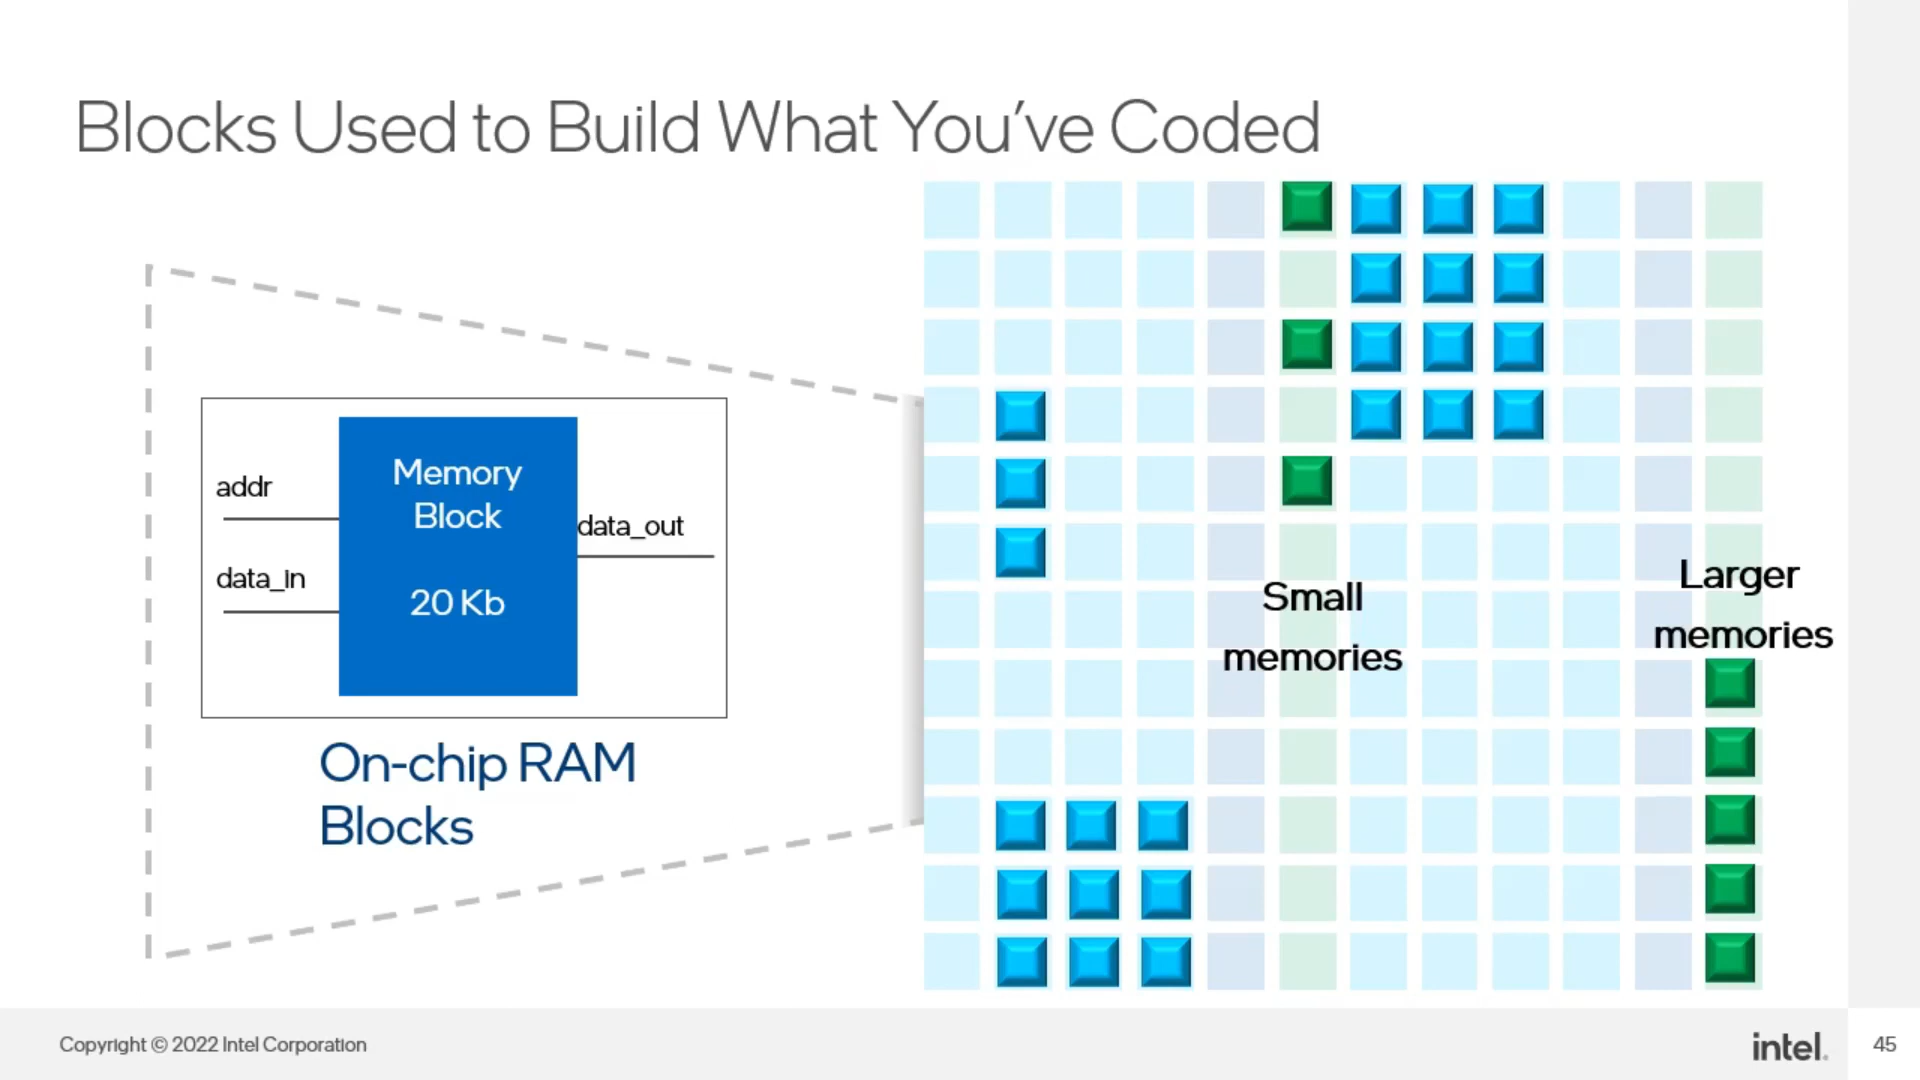 Blocks Used to Build What You've Coded
addr
data_in
Memory
Block
20 Kb
data_out
On-chip RAM
Blocks
Small
memories
Larger
memories
Copyright © 2022 Intel Corporation
intel.
45